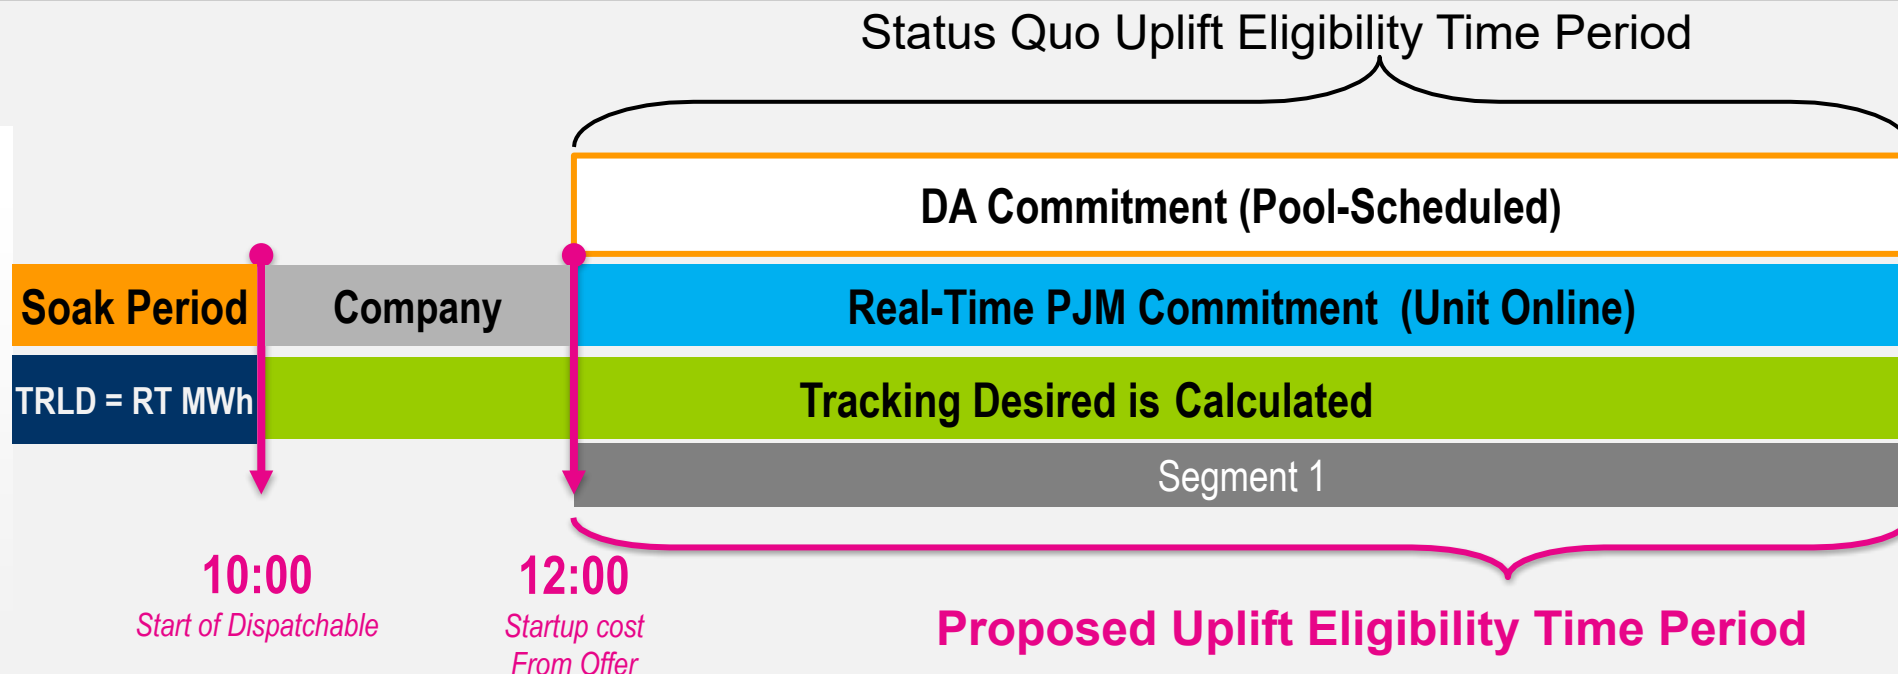 Status Quo Uplift Eligibility Time Period
DA Commitment (Pool-Scheduled)
Soak Period
Company
Real-Time PJM Commitment (Unit Online)
TRLD = RT MWh
Tracking Desired is Calculated
Segment 1
10:00
Start of Dispatchable
12:00
Startup cost
From Offer
Proposed Uplift Eligibility Time Period